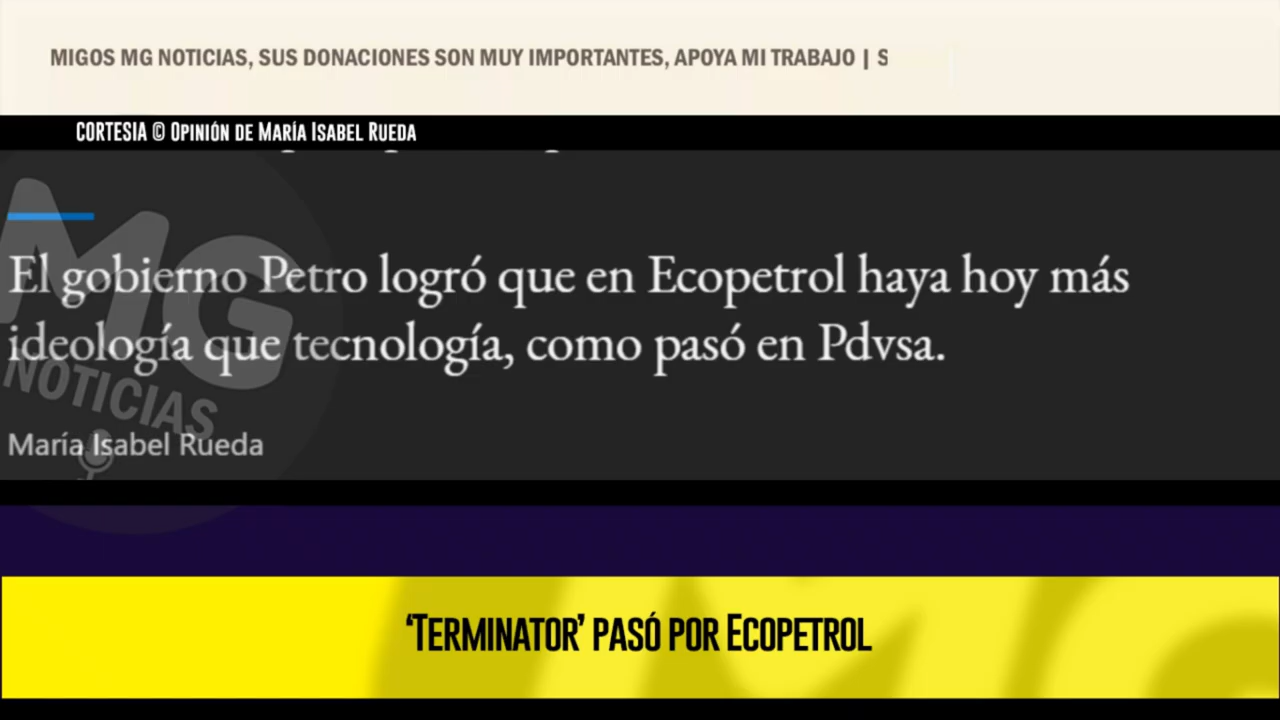 MIGOS MG NOTICIAS, SUS DONACIONES SON MUY IMPORTANTES, APOYA MI TRABAJO | S
CORTESIA © OPINIÓN DE MARÍA ISABEL RUEDA
El gobierno Petro logró que en Ecopetrol haya hoy más
ideología que tecnología, como pasó en Pdvsa.
MG
NOTICIAS
María Isabel Rueda
‘TERMINATOR’ PASÓ POR ECOPETROL